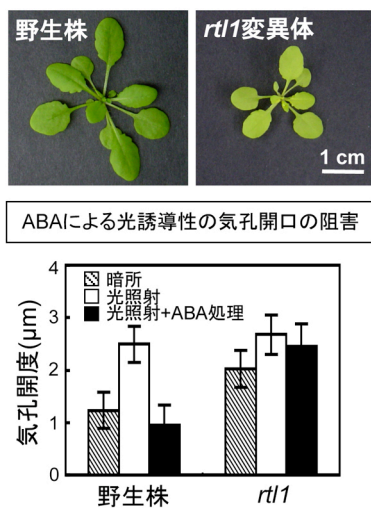 野生株
rtl1変異体
1 cm
ABAによる光誘導性の気孔開口の阻害
4
3
2
1
0
気孔開度(μm)
暗所
光照射
光照射+ABA処理
野生株
rtl1